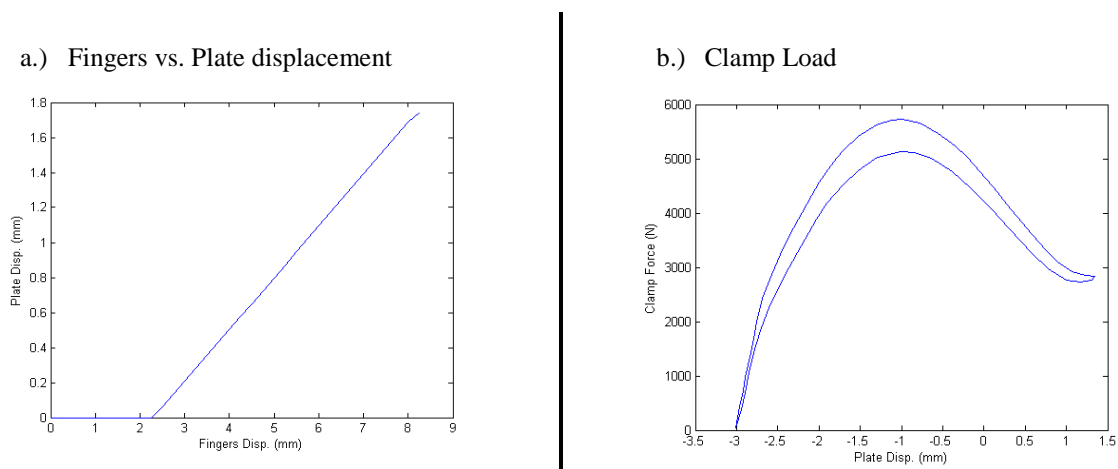 a.) Fingers vs. Plate displacement
1.8
1.6
1.4
1.2
1
0.8
0.6
0.4
0.2
0
Plate Disp. (mm)
0 1 2 3 4 5 6 7 8 9
Fingers Disp. (mm)
b.) Clamp Load
6000
5000
4000
3000
2000
1000
0
Clamp Force (N)
-3.5 -3 -2.5 -2 -1.5 -1 -0.5 0 0.5 1 1.5
Plate Disp. (mm)